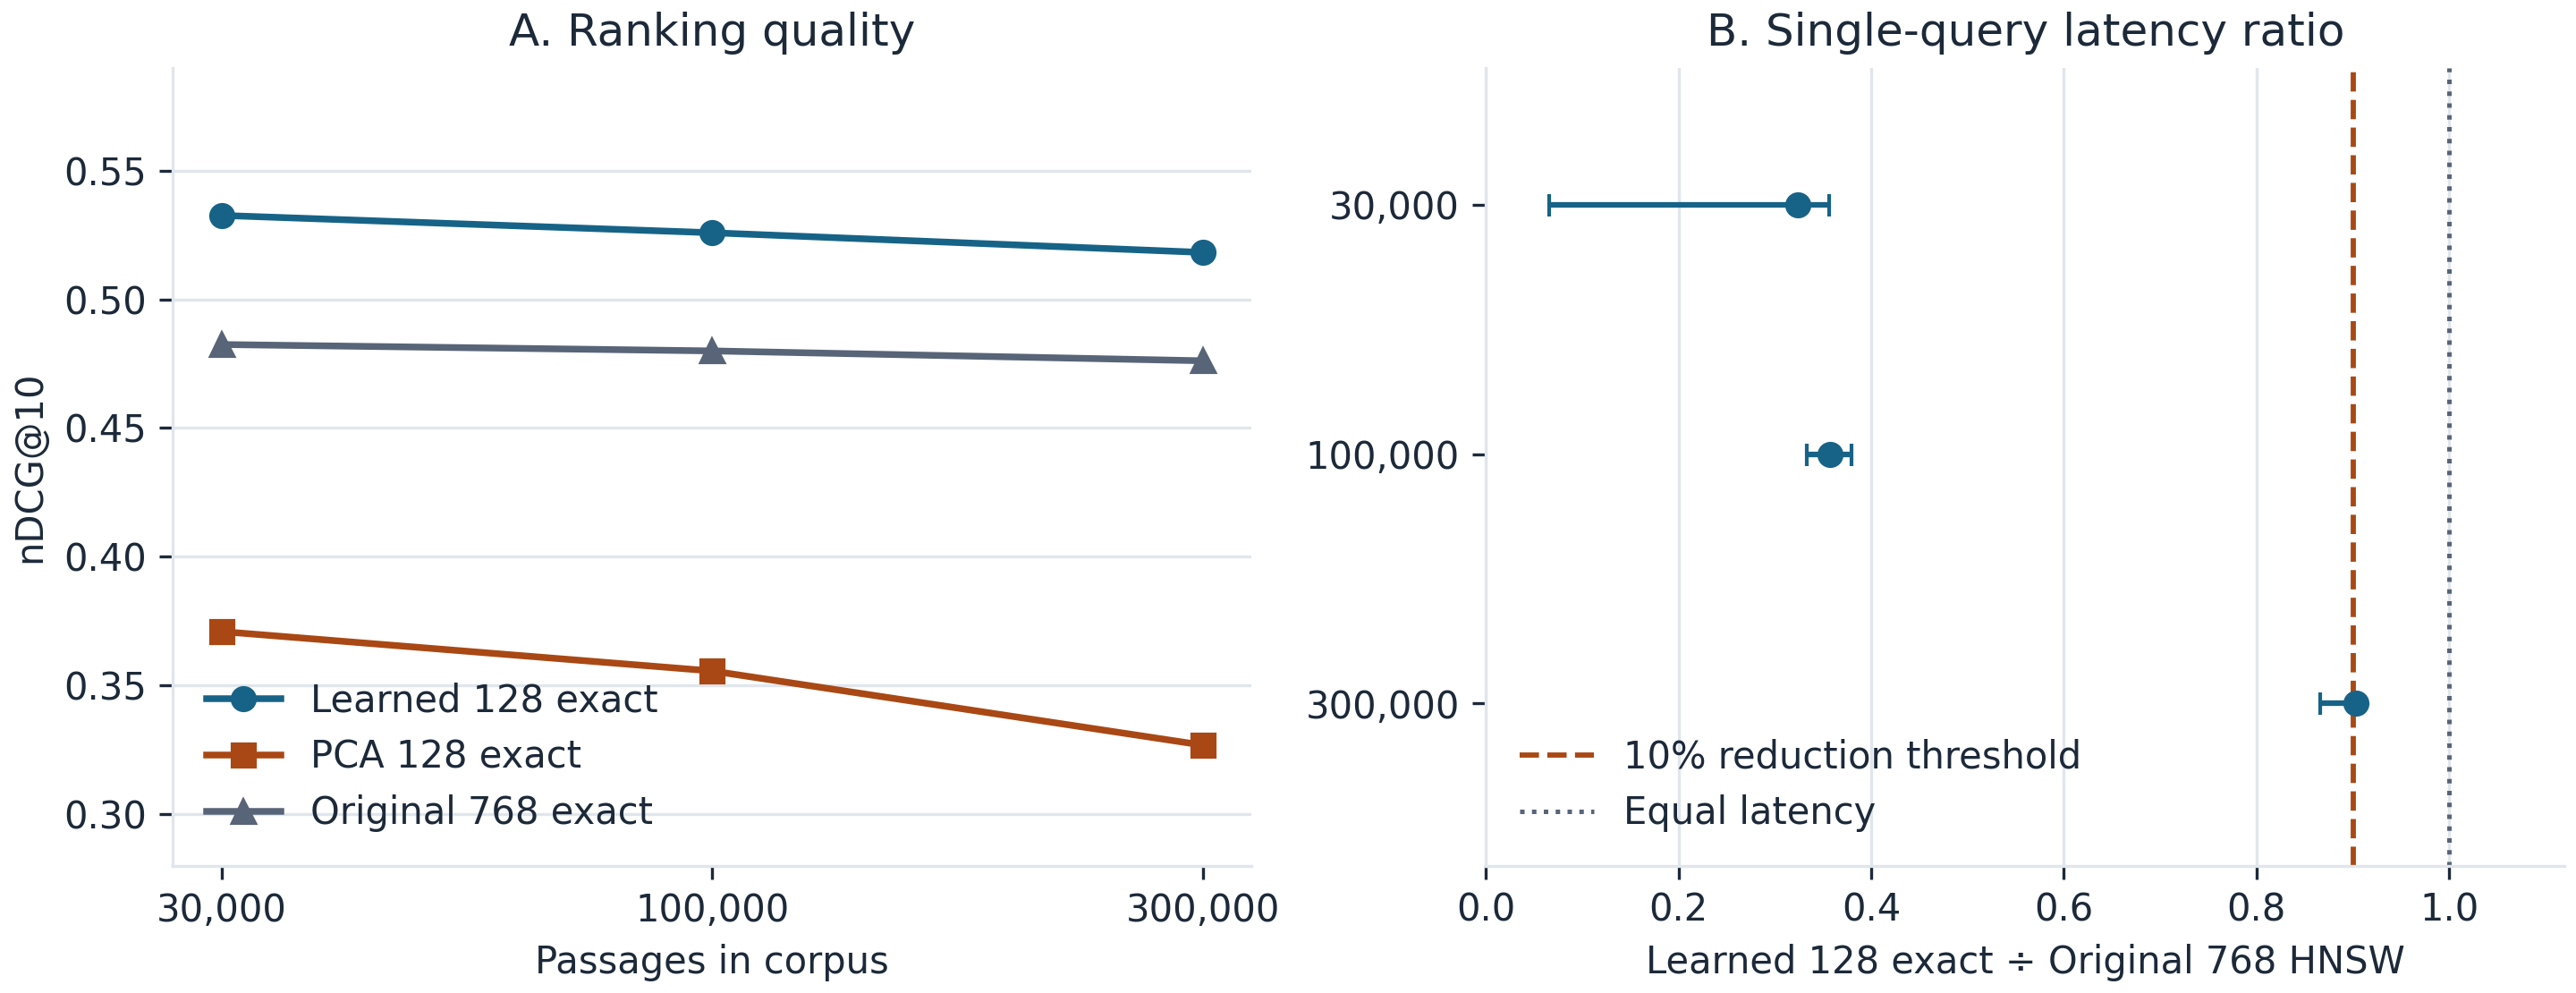 A. Ranking quality
nDCG@10
0.55
0.50
0.45
0.40
0.35
0.30
Learned 128 exact
PCA 128 exact
Original 768 exact
30,000 100,000 300,000
Passages in corpus
B. Single-query latency ratio
30,000
100,000
300,000
10% reduction threshold
Equal latency
0.0 0.2 0.4 0.6 0.8 1.0
Learned 128 exact ÷ Original 768 HNSW